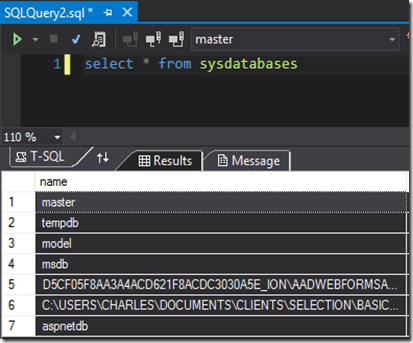 SQLQuery2.sql *
master
1 select * from sysdatabases
110 %
T-SQL Results Message
name
1 master
2 tempdb
3 model
4 msdb
5 D5CF05F8AA3A4ACD621F8ACDC3030A5E_ION\AADWEBFORMSA...
6 C:\USERS\CHARLES\DOCUMENTS\CLIENTS\SELECTION\BASIC...
7 aspnetdb